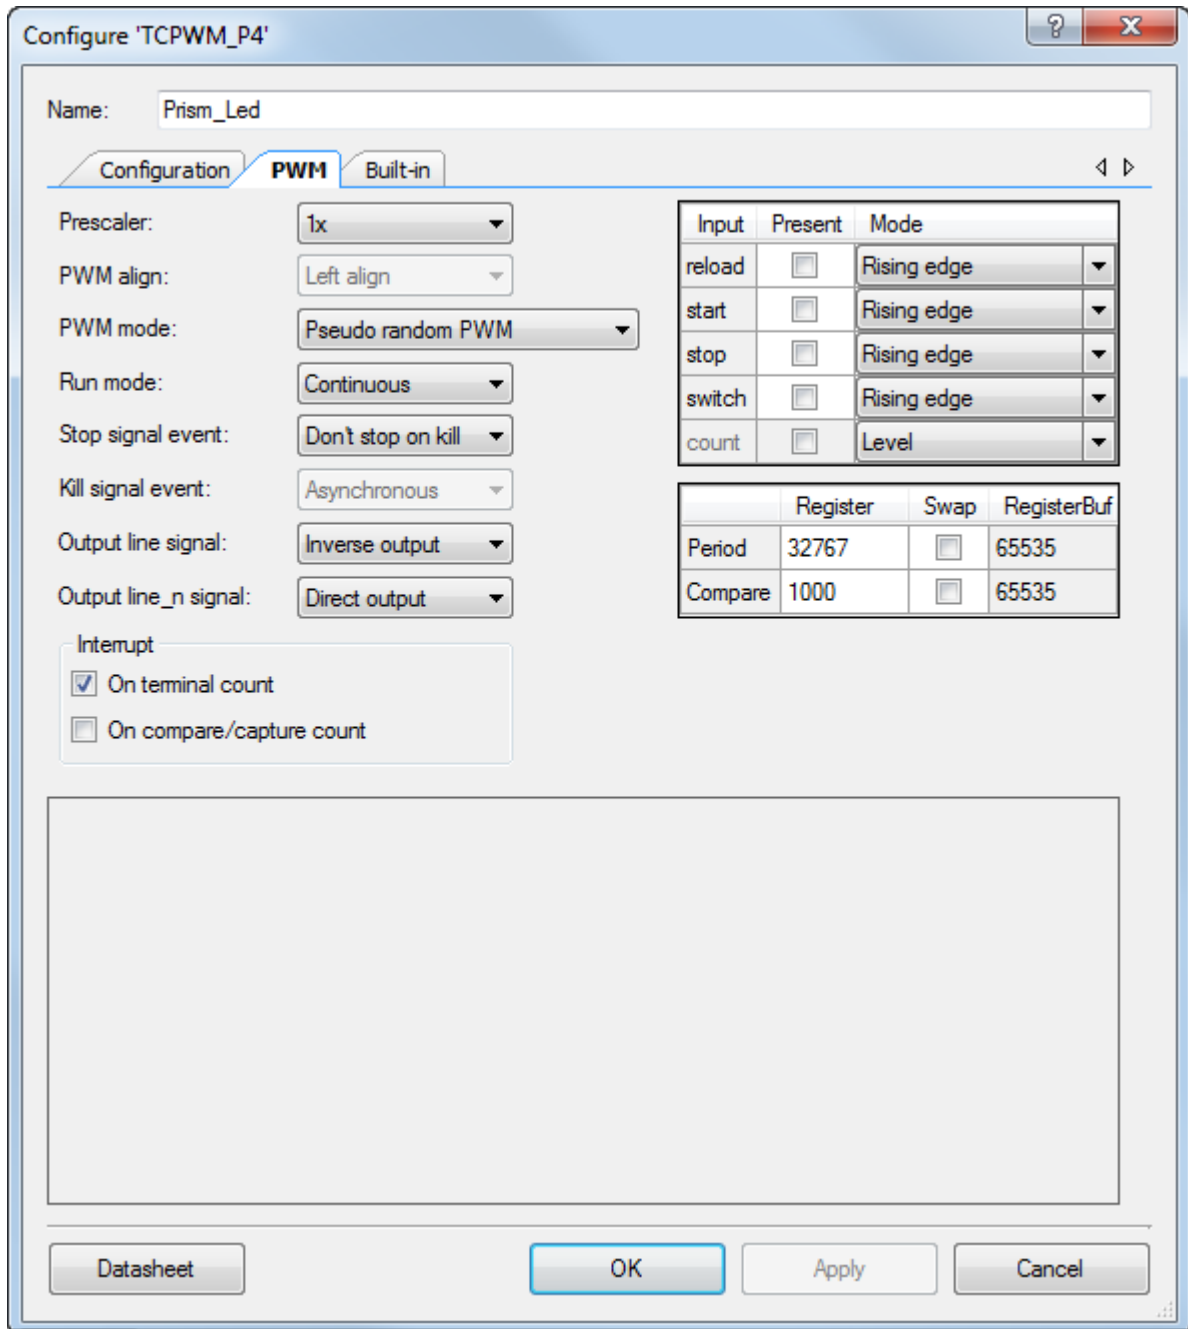 Configure 'TCPWM_P4'
Name: Prism_Led
Configuration PWM Built-in
Prescaler: 1x
PWM align: Left align
PWM mode: Pseudo random PWM
Run mode: Continuous
Stop signal event: Don't stop on kill
Kill signal event: Asynchronous
Output line signal: Inverse output
Output line_n signal: Direct output
Interrupt
On terminal count
On compare/capture count
Input Present Mode
reload Rising edge
start Rising edge
stop Rising edge
switch Rising edge
count Level
Register Swap RegisterBuf
Period 32767 65535
Compare 1000 65535
Datasheet OK Apply Cancel